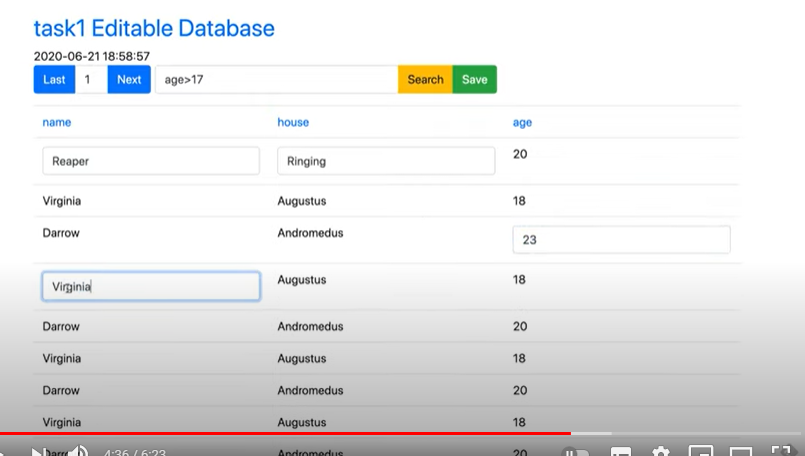 task1 Editable Database
2020-06-21 18:58:57
Last 1 Next age>17 Search Save
name house age
Reaper Ringing 20
Virginia Augustus 18
Darrow Andromedus 23
Virginia Augustus 18
Darrow Andromedus 20
Virginia Augustus 18
Darrow Andromedus 20
Virginia Augustus 18
Darrow Andromedus 20
4:36 / 6:23